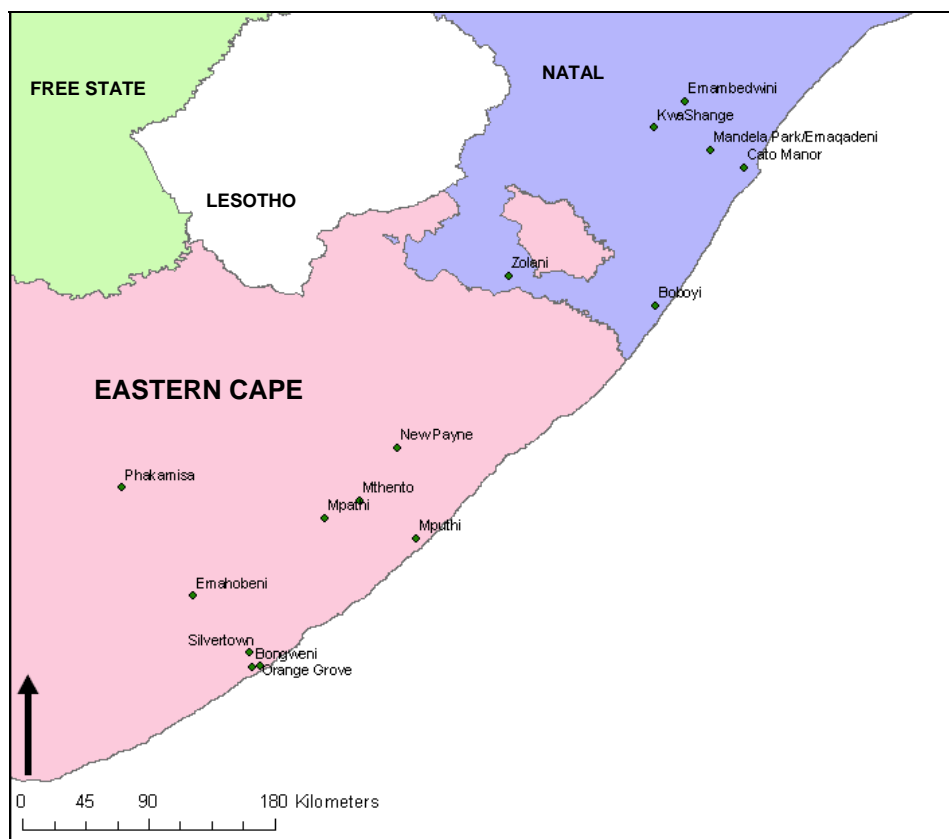 NATAL
FREE STATE
Emambedwini
KwaShange
Mandela Park/Emaqadeni
Cato Manor
LESOTHO
Zolani
Boboyi
EASTERN CAPE
New Payne
Phakamisa
Mthento
Mpathi
Mputhi
Emahobeni
Silvertown
Bongweni
Orange Grove
0 45 90 180 Kilometers